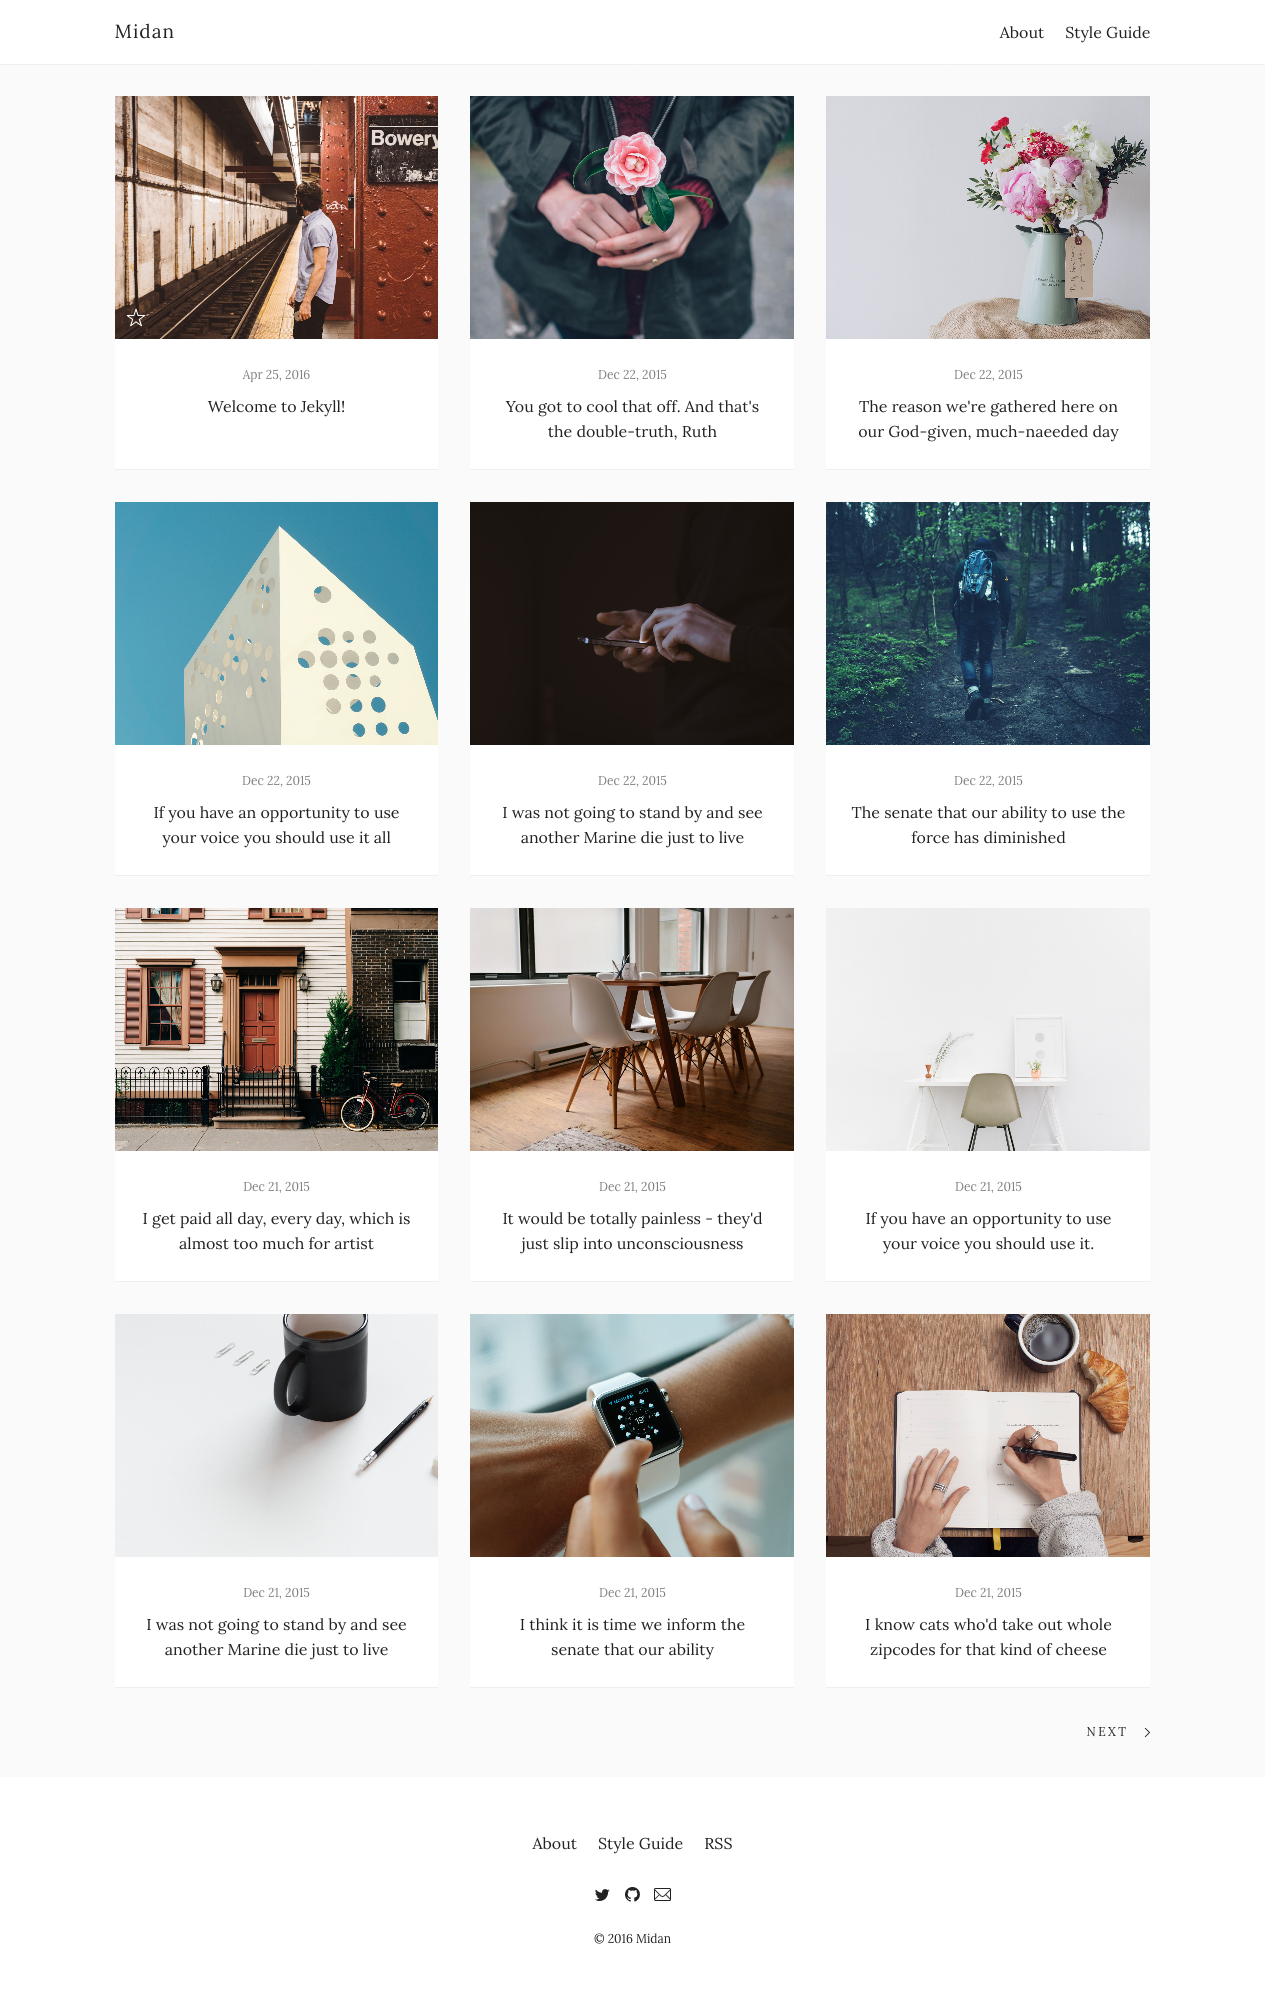 Midan
About Style Guide
Bowery
Apr 25, 2016
Welcome to Jekyll!
Dec 22, 2015
You got to cool that off. And that's
the double-truth, Ruth
Dec 22, 2015
The reason we're gathered here on
our God-given, much-naeeded day
Dec 22, 2015
If you have an opportunity to use
your voice you should use it all
Dec 22, 2015
I was not going to stand by and see
another Marine die just to live
Dec 22, 2015
The senate that our ability to use the
force has diminished
Dec 21, 2015
I get paid all day, every day, which is
almost too much for artist
Dec 21, 2015
It would be totally painless - they'd
just slip into unconsciousness
Dec 21, 2015
If you have an opportunity to use
your voice you should use it.
Dec 21, 2015
I was not going to stand by and see
another Marine die just to live
Dec 21, 2015
I think it is time we inform the
senate that our ability
Dec 21, 2015
I know cats who'd take out whole
zipcodes for that kind of cheese
NEXT
About Style Guide RSS
© 2016 Midan